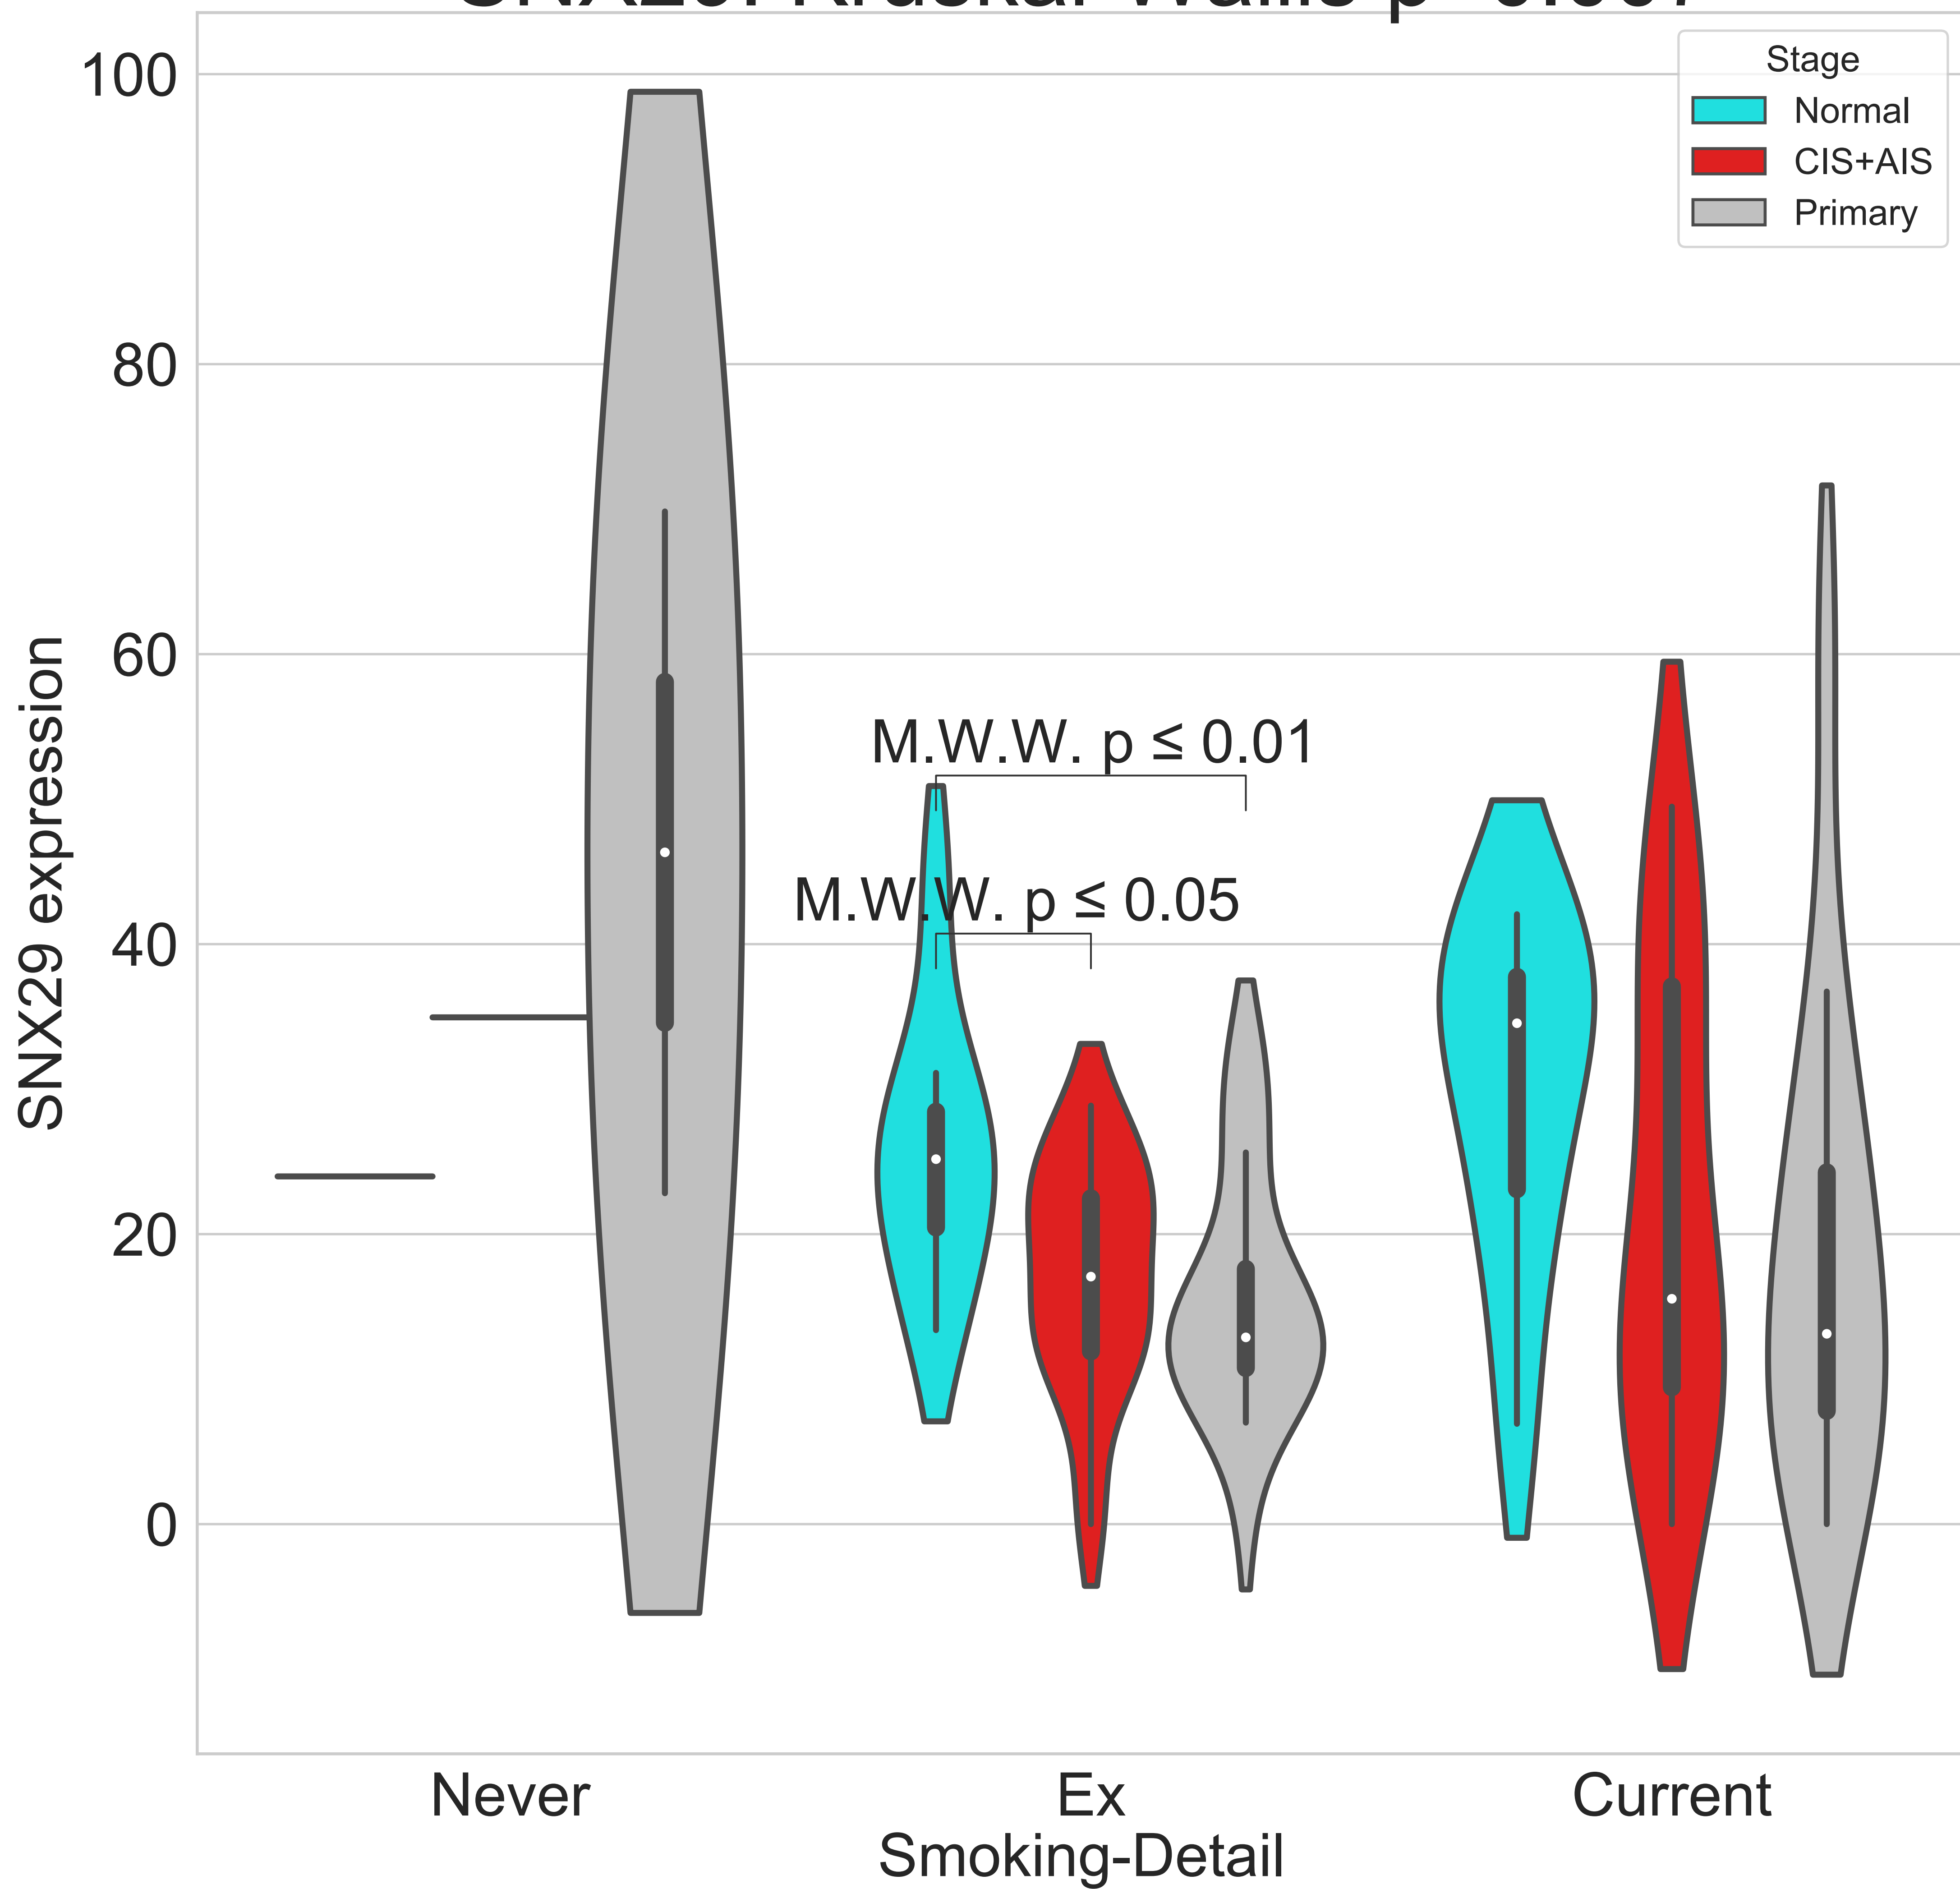 100
80
60
40
20
0
SNX29 expression
Stage
Normal
CIS+AIS
Primary
M.W.W. p ≤ 0.01
M.W.W. p ≤ 0.05
Never
Ex
Current
Smoking-Detail